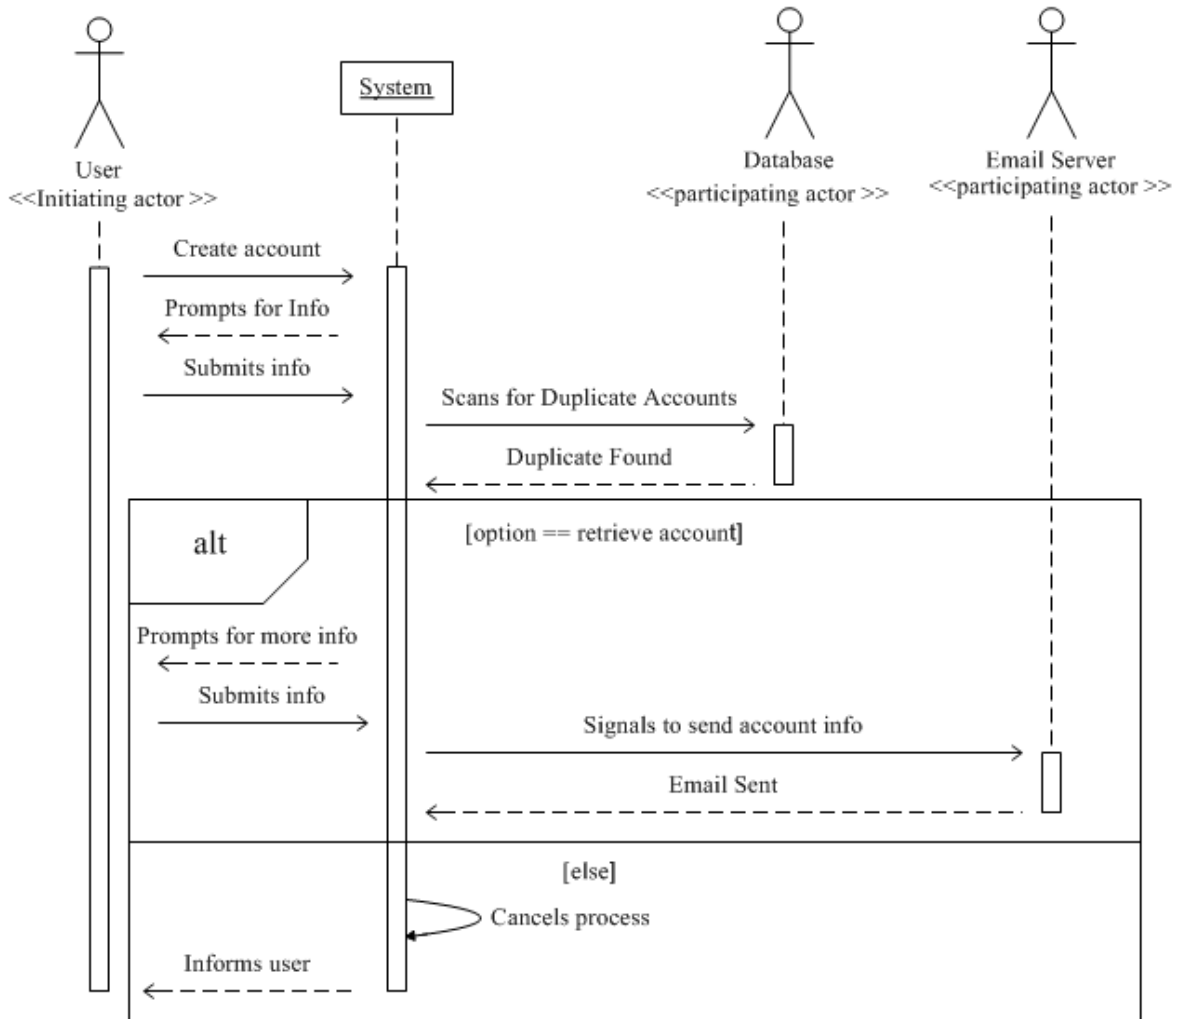 System
User
<<Initiating actor >>
Database
<<participating actor >>
Email Server
<<participating actor >>
Create account
Prompts for Info
Submits info
Scans for Duplicate Accounts
Duplicate Found
alt
[option == retrieve account]
Prompts for more info
Submits info
Signals to send account info
Email Sent
[else]
Cancels process
Informs user